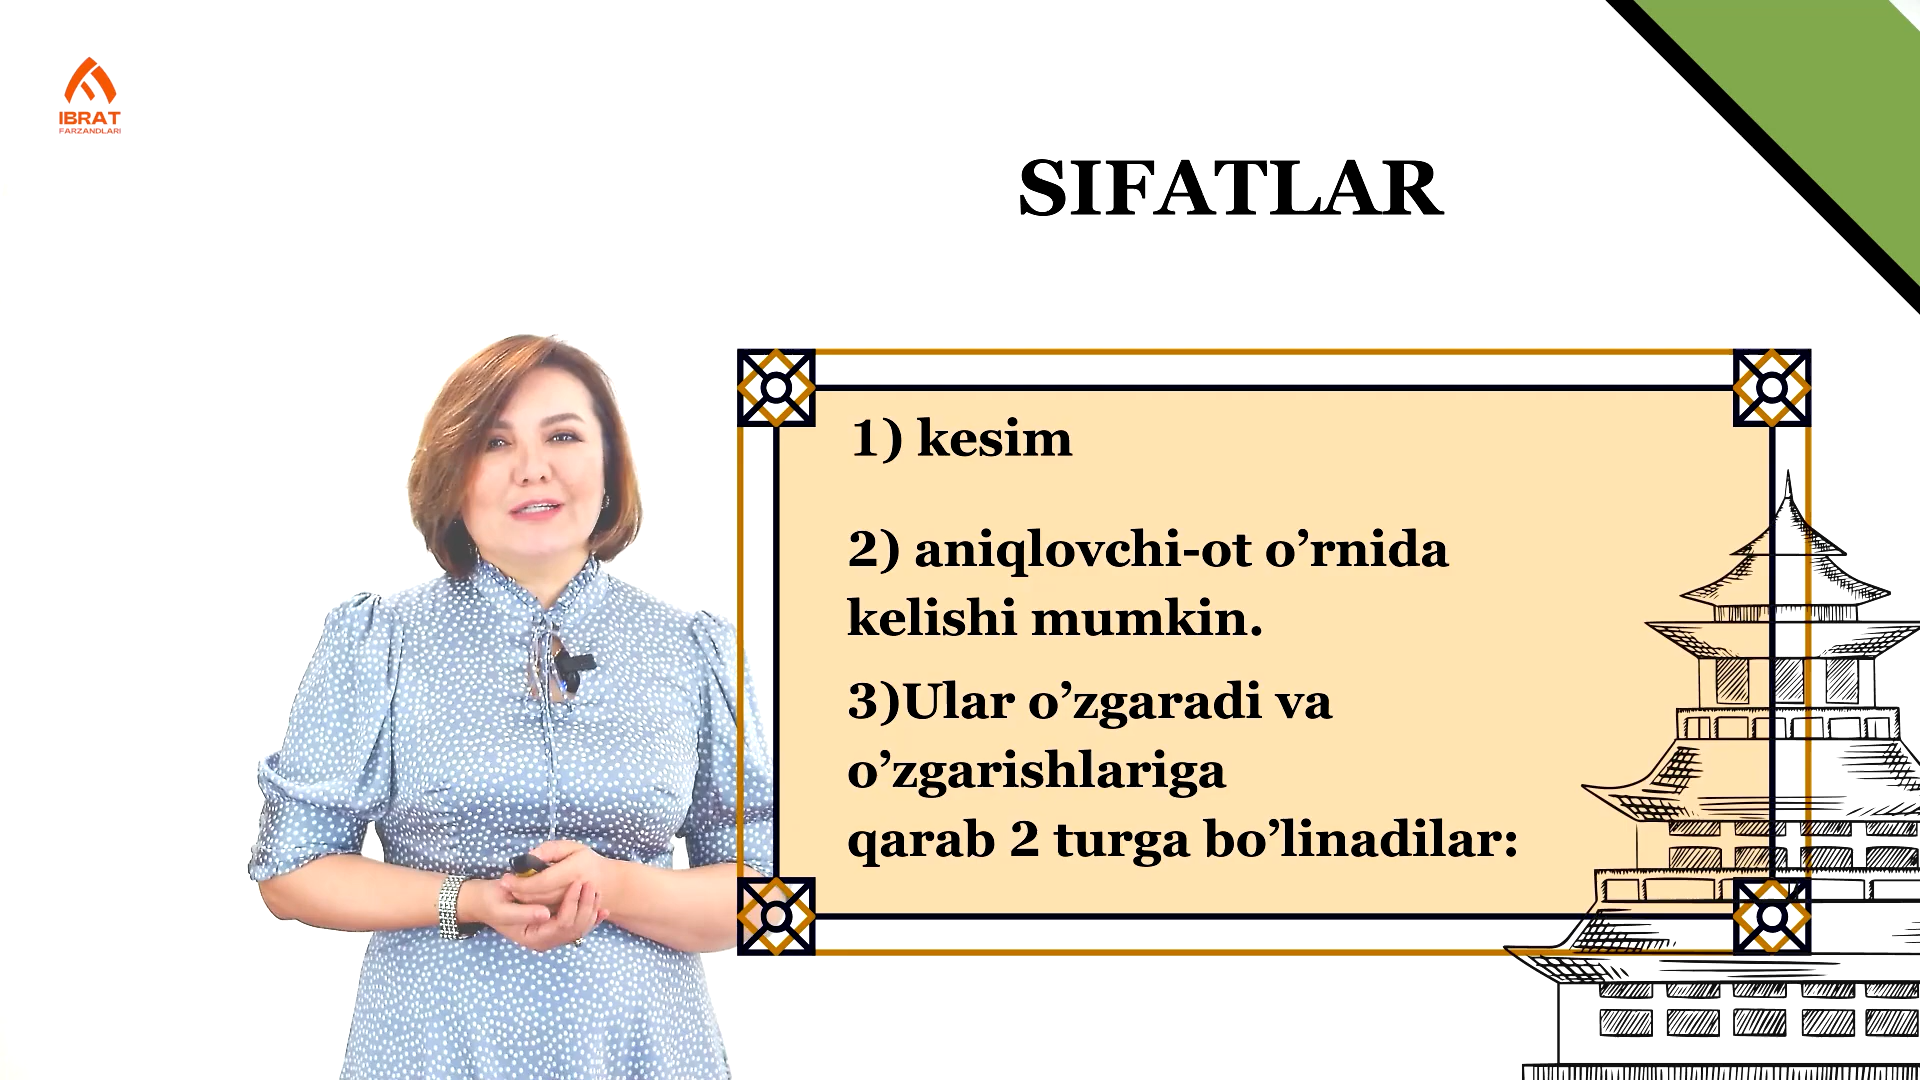 IBRAT
FARZANDLARI
SIFATLAR
1) kesim
2) aniqlovchi-ot o’rnida
kelishi mumkin.
3)Ular o’zgaradi va
o’zgarishlariga
qarab 2 turga bo’linadilar: